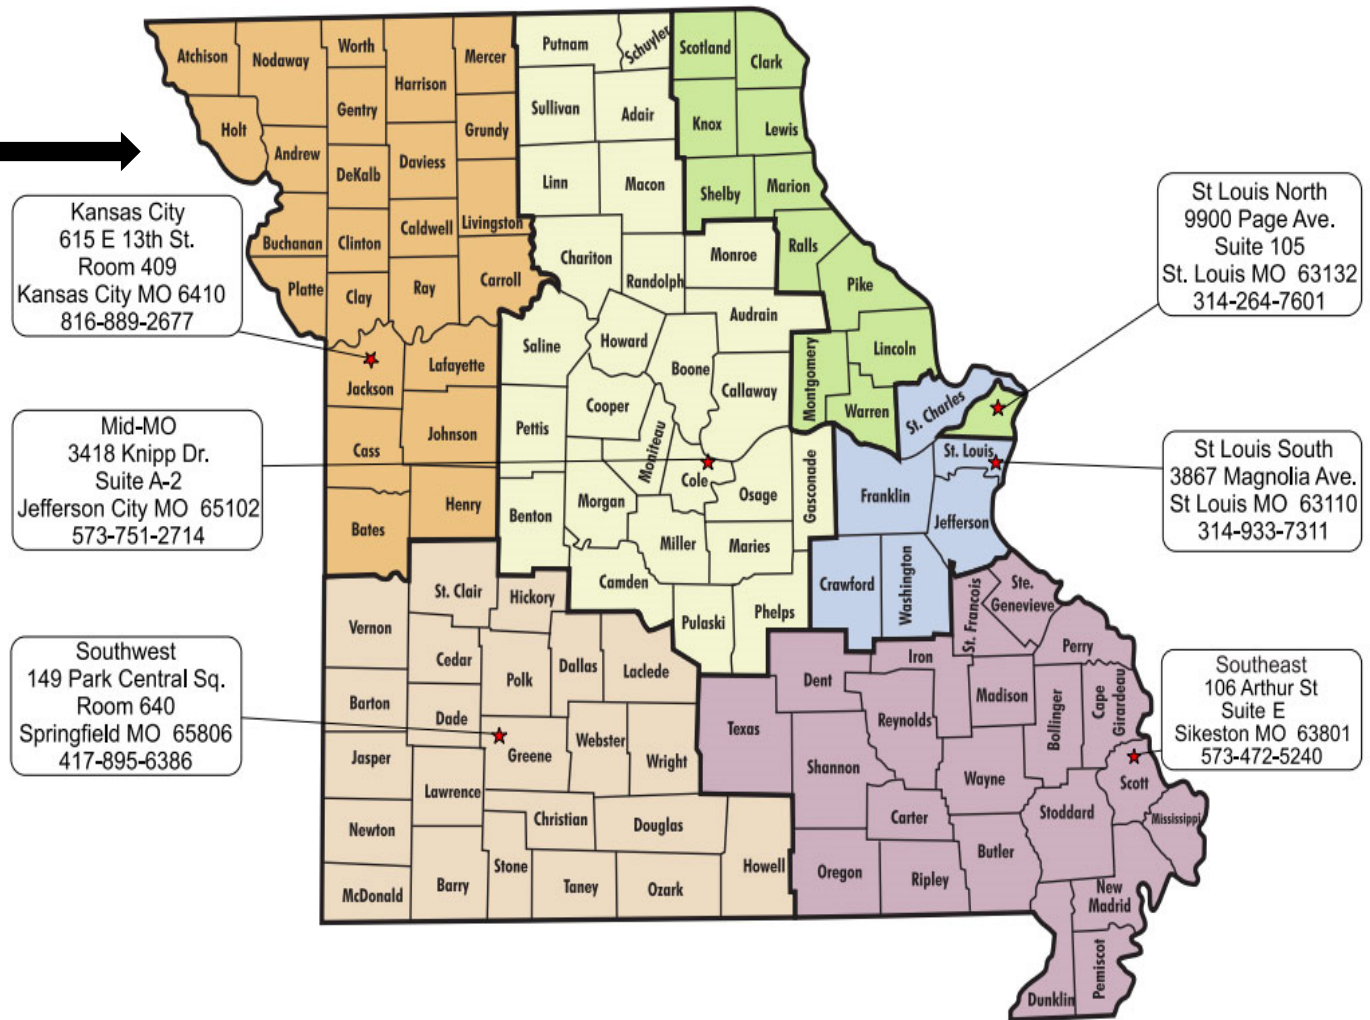 Atchison
Nodaway
Worth
Harrison
Mercer
Putnam
Schuyler
Scotland
Clark
Holt
Gentry
Grundy
Sullivan
Adair
Knox
Lewis
Andrew
DeKalb
Daviess
Linn
Macon
Shelby
Marion
Buchanan
Clinton
Caldwell
Livingston
Chariton
Randolph
Monroe
Ralls
Platte
Clay
Ray
Carroll
Pike
Audrain
Saline
Howard
Boone
Callaway
Montgomery
Lincoln
Warren
St. Charles
Jackson
Lafayette
Cooper
Moniteau
Pettis
Cass
Johnson
Cole
Osage
Gasconade
Franklin
St. Louis
Jefferson
Bates
Henry
Benton
Morgan
Miller
Maries
Camden
Pulaski
Phelps
Crawford
Washington
St. Francois
Ste.
Genevieve
Perry
Vernon
St. Clair
Hickory
Cedar
Polk
Dallas
Laclede
Dent
Iron
Madison
Bollinger
Cape
Girardeau
Barton
Dade
Greene
Webster
Wright
Texas
Reynolds
Shannon
Wayne
Scott
Mississippi
Jasper
Lawrence
Christian
Douglas
Carter
Stoddard
Newton
Stone
Howell
Oregon
Ripley
Butler
McDonald
Barry
Taney
Ozark
New
Madrid
Dunklin
Pemiscot
Kansas City
615 E 13th St.
Room 409
Kansas City MO 6410
816-889-2677
Mid-MO
3418 Knipp Dr.
Suite A-2
Jefferson City MO 65102
573-751-2714
Southwest
149 Park Central Sq.
Room 640
Springfield MO 65806
417-895-6386
St Louis North
9900 Page Ave.
Suite 105
St. Louis MO 63132
314-264-7601
St Louis South
3867 Magnolia Ave.
St Louis MO 63110
314-933-7311
Southeast
106 Arthur St
Suite E
Sikeston MO 63801
573-472-5240